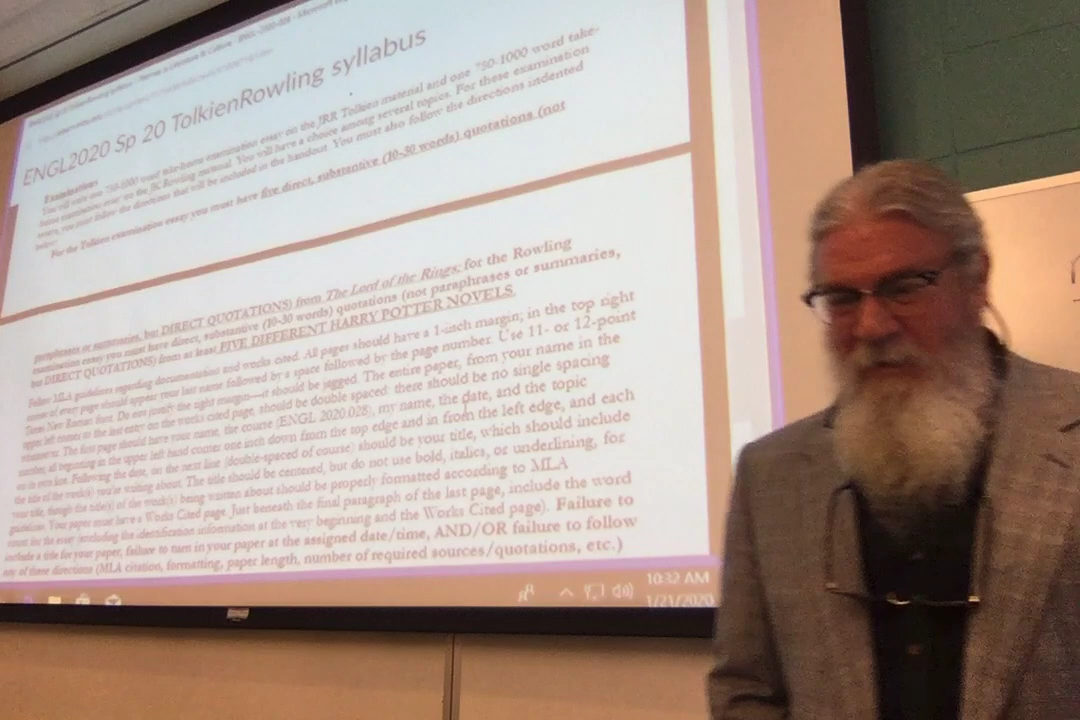 ENGL2020 Sp 20 TolkienRowling syllabus
Examination:
You will write one 750-1000 word take-home examination essay on the JRR Tolkien material and one 750-1000 word take-
home examination essay on the JK Rowling material. You will have a choice among several topics. For these examination
essays, you must follow the directions that will be included in the handout. You must also follow the directions indented
below:
For the Tolkien examination essay you must have five direct, substantive (10-30 words) quotations (not
paraphrases or summaries, but DIRECT QUOTATIONS) from The Lord of the Rings; for the Rowling
examination essay you must have direct, substantive (10-30 words) quotations (not paraphrases or summaries,
but DIRECT QUOTATIONS) from at least FIVE DIFFERENT HARRY POTTER NOVELS.
Follow MLA guidelines regarding documentation and works cited. All pages should have a 1-inch margin; in the top right
corner of every page should appear your last name followed by a space followed by the page number. Use 11- or 12-point
Times New Roman font. Do not justify the right margin—it should be jagged. The entire paper, from your name in the
upper left corner to the last entry on the works cited page, should be double spaced: there should be no single spacing
The first page should have your name, the course (ENGL 2020.028), my name, the date, and the topic
number, all beginning in the upper left hand corner one inch down from the top edge and in from the left edge, and each
on its own line. Following the date, on the next line (double-spaced of course) should be your title, which should include
the title of the work(s) you're writing about. The title should be centered, but do not use bold, italics, or underlining, for
your title, though the title(s) of the work(s) being written about should be properly formatted according to MLA
guidelines. Your paper must have a Works Cited page. Just beneath the final paragraph of the last page, include the word
count for the essay (excluding the identification information at the very beginning and the Works Cited page). Failure to
include a title for your paper, failure to turn in your paper at the assigned date/time, AND/OR failure to follow
any of these directions (MLA citation, formatting, paper length, number of required sources/quotations, etc.)
10:32 AM
1/21/2020